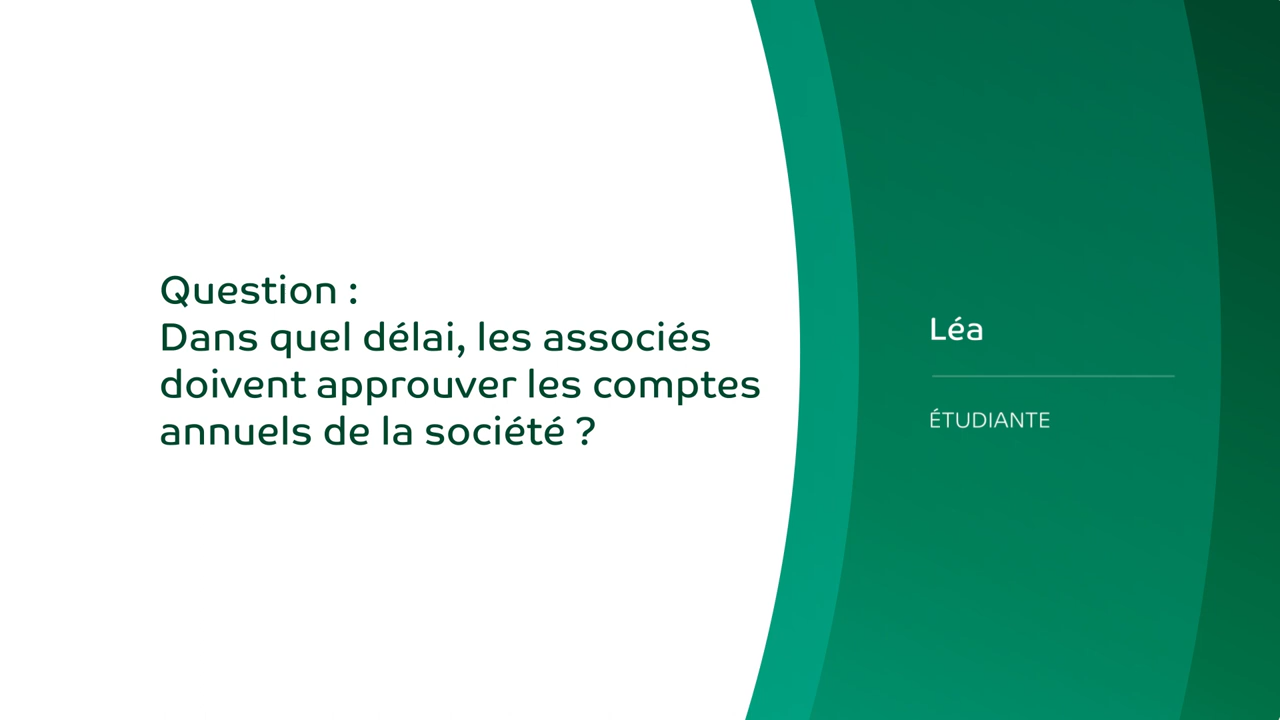 Question :
Dans quel délai, les associés
doivent approuver les comptes
annuels de la société ?
Léa
ÉTUDIANTE